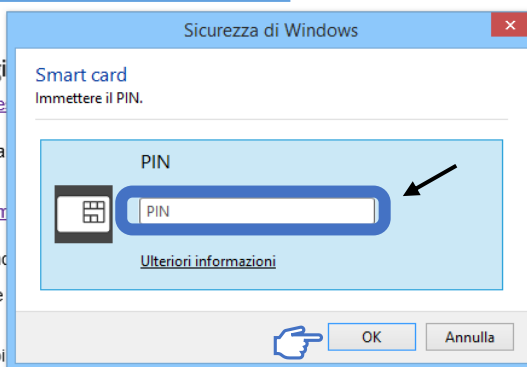 Sicurezza di Windows
Smart card
Immettere il PIN.
PIN
PIN
Ulteriori informazioni
OK
Annulla